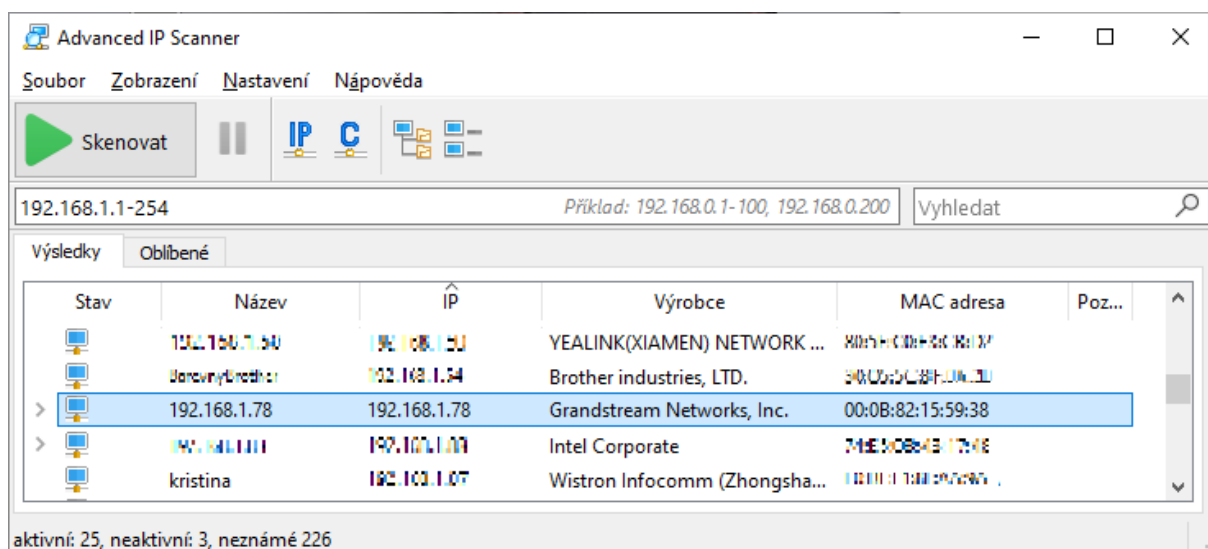 Advanced IP Scanner
Soubor Zobrazení Nastavení Nápověda
Skenovat IP C
192.168.1.1-254 Příklad: 192.168.0.1-100, 192.168.0.200 Vyhledat
Výsledky Oblíbené
Stav Název IP Výrobce MAC adresa Poz...
YEALINK(XIAMEN) NETWORK ...
Brother industries, LTD.
192.168.1.78 192.168.1.78 Grandstream Networks, Inc. 00:0B:82:15:59:38
Intel Corporate
kristina Wistron Infocomm (Zhongsha...
aktivní: 25, neaktivní: 3, neznámé 226